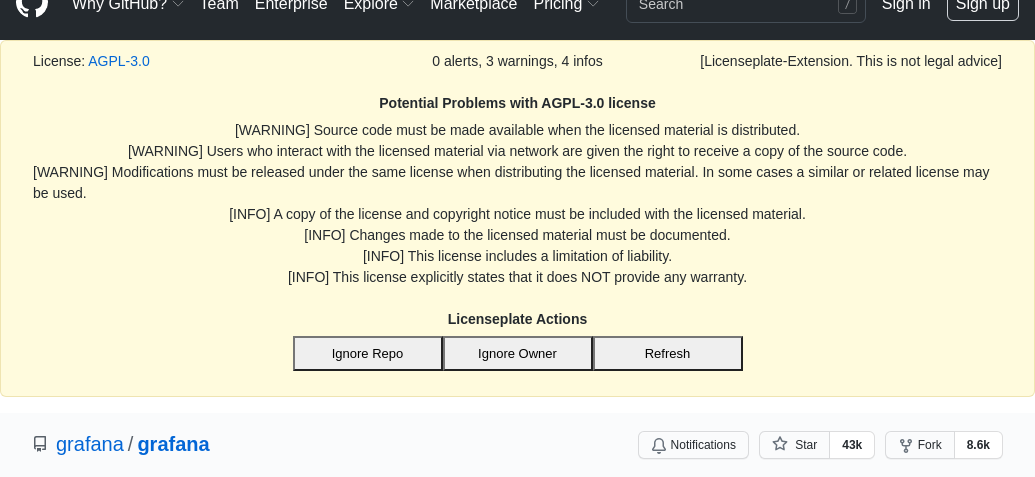 Why GitHub? Team Enterprise Explore Marketplace Pricing Search / Sign in Sign up
License: AGPL-3.0 0 alerts, 3 warnings, 4 infos [Licenseplate-Extension. This is not legal advice]
Potential Problems with AGPL-3.0 license
[WARNING] Source code must be made available when the licensed material is distributed.
[WARNING] Users who interact with the licensed material via network are given the right to receive a copy of the source code.
[WARNING] Modifications must be released under the same license when distributing the licensed material. In some cases a similar or related license may
be used.
[INFO] A copy of the license and copyright notice must be included with the licensed material.
[INFO] Changes made to the licensed material must be documented.
[INFO] This license includes a limitation of liability.
[INFO] This license explicitly states that it does NOT provide any warranty.
Licenseplate Actions
Ignore Repo Ignore Owner Refresh
grafana / grafana Notifications Star 43k Fork 8.6k